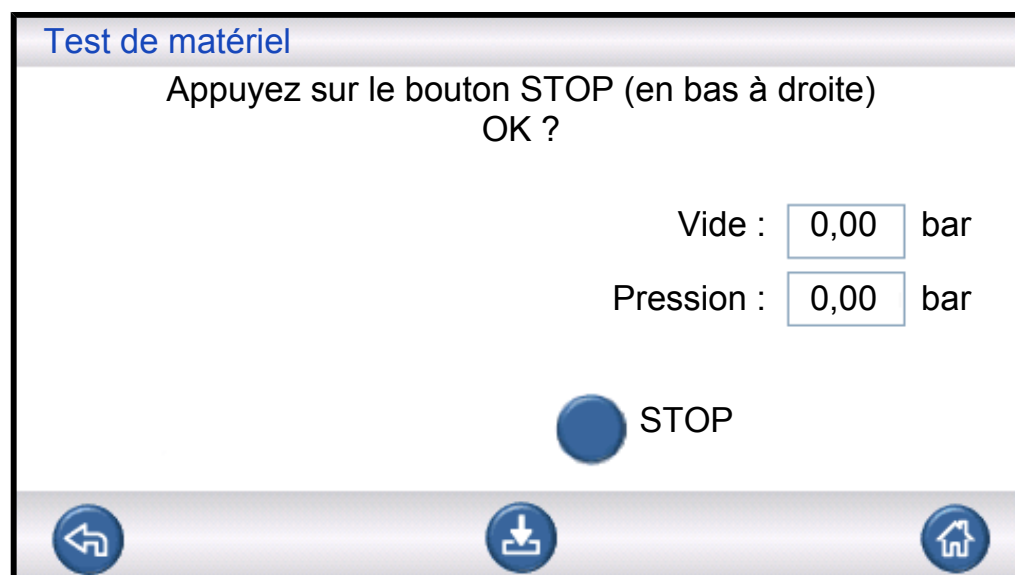 Test de matériel
Appuyez sur le bouton STOP (en bas à droite)
OK ?
Vide : 0,00 bar
Pression : 0,00 bar
STOP